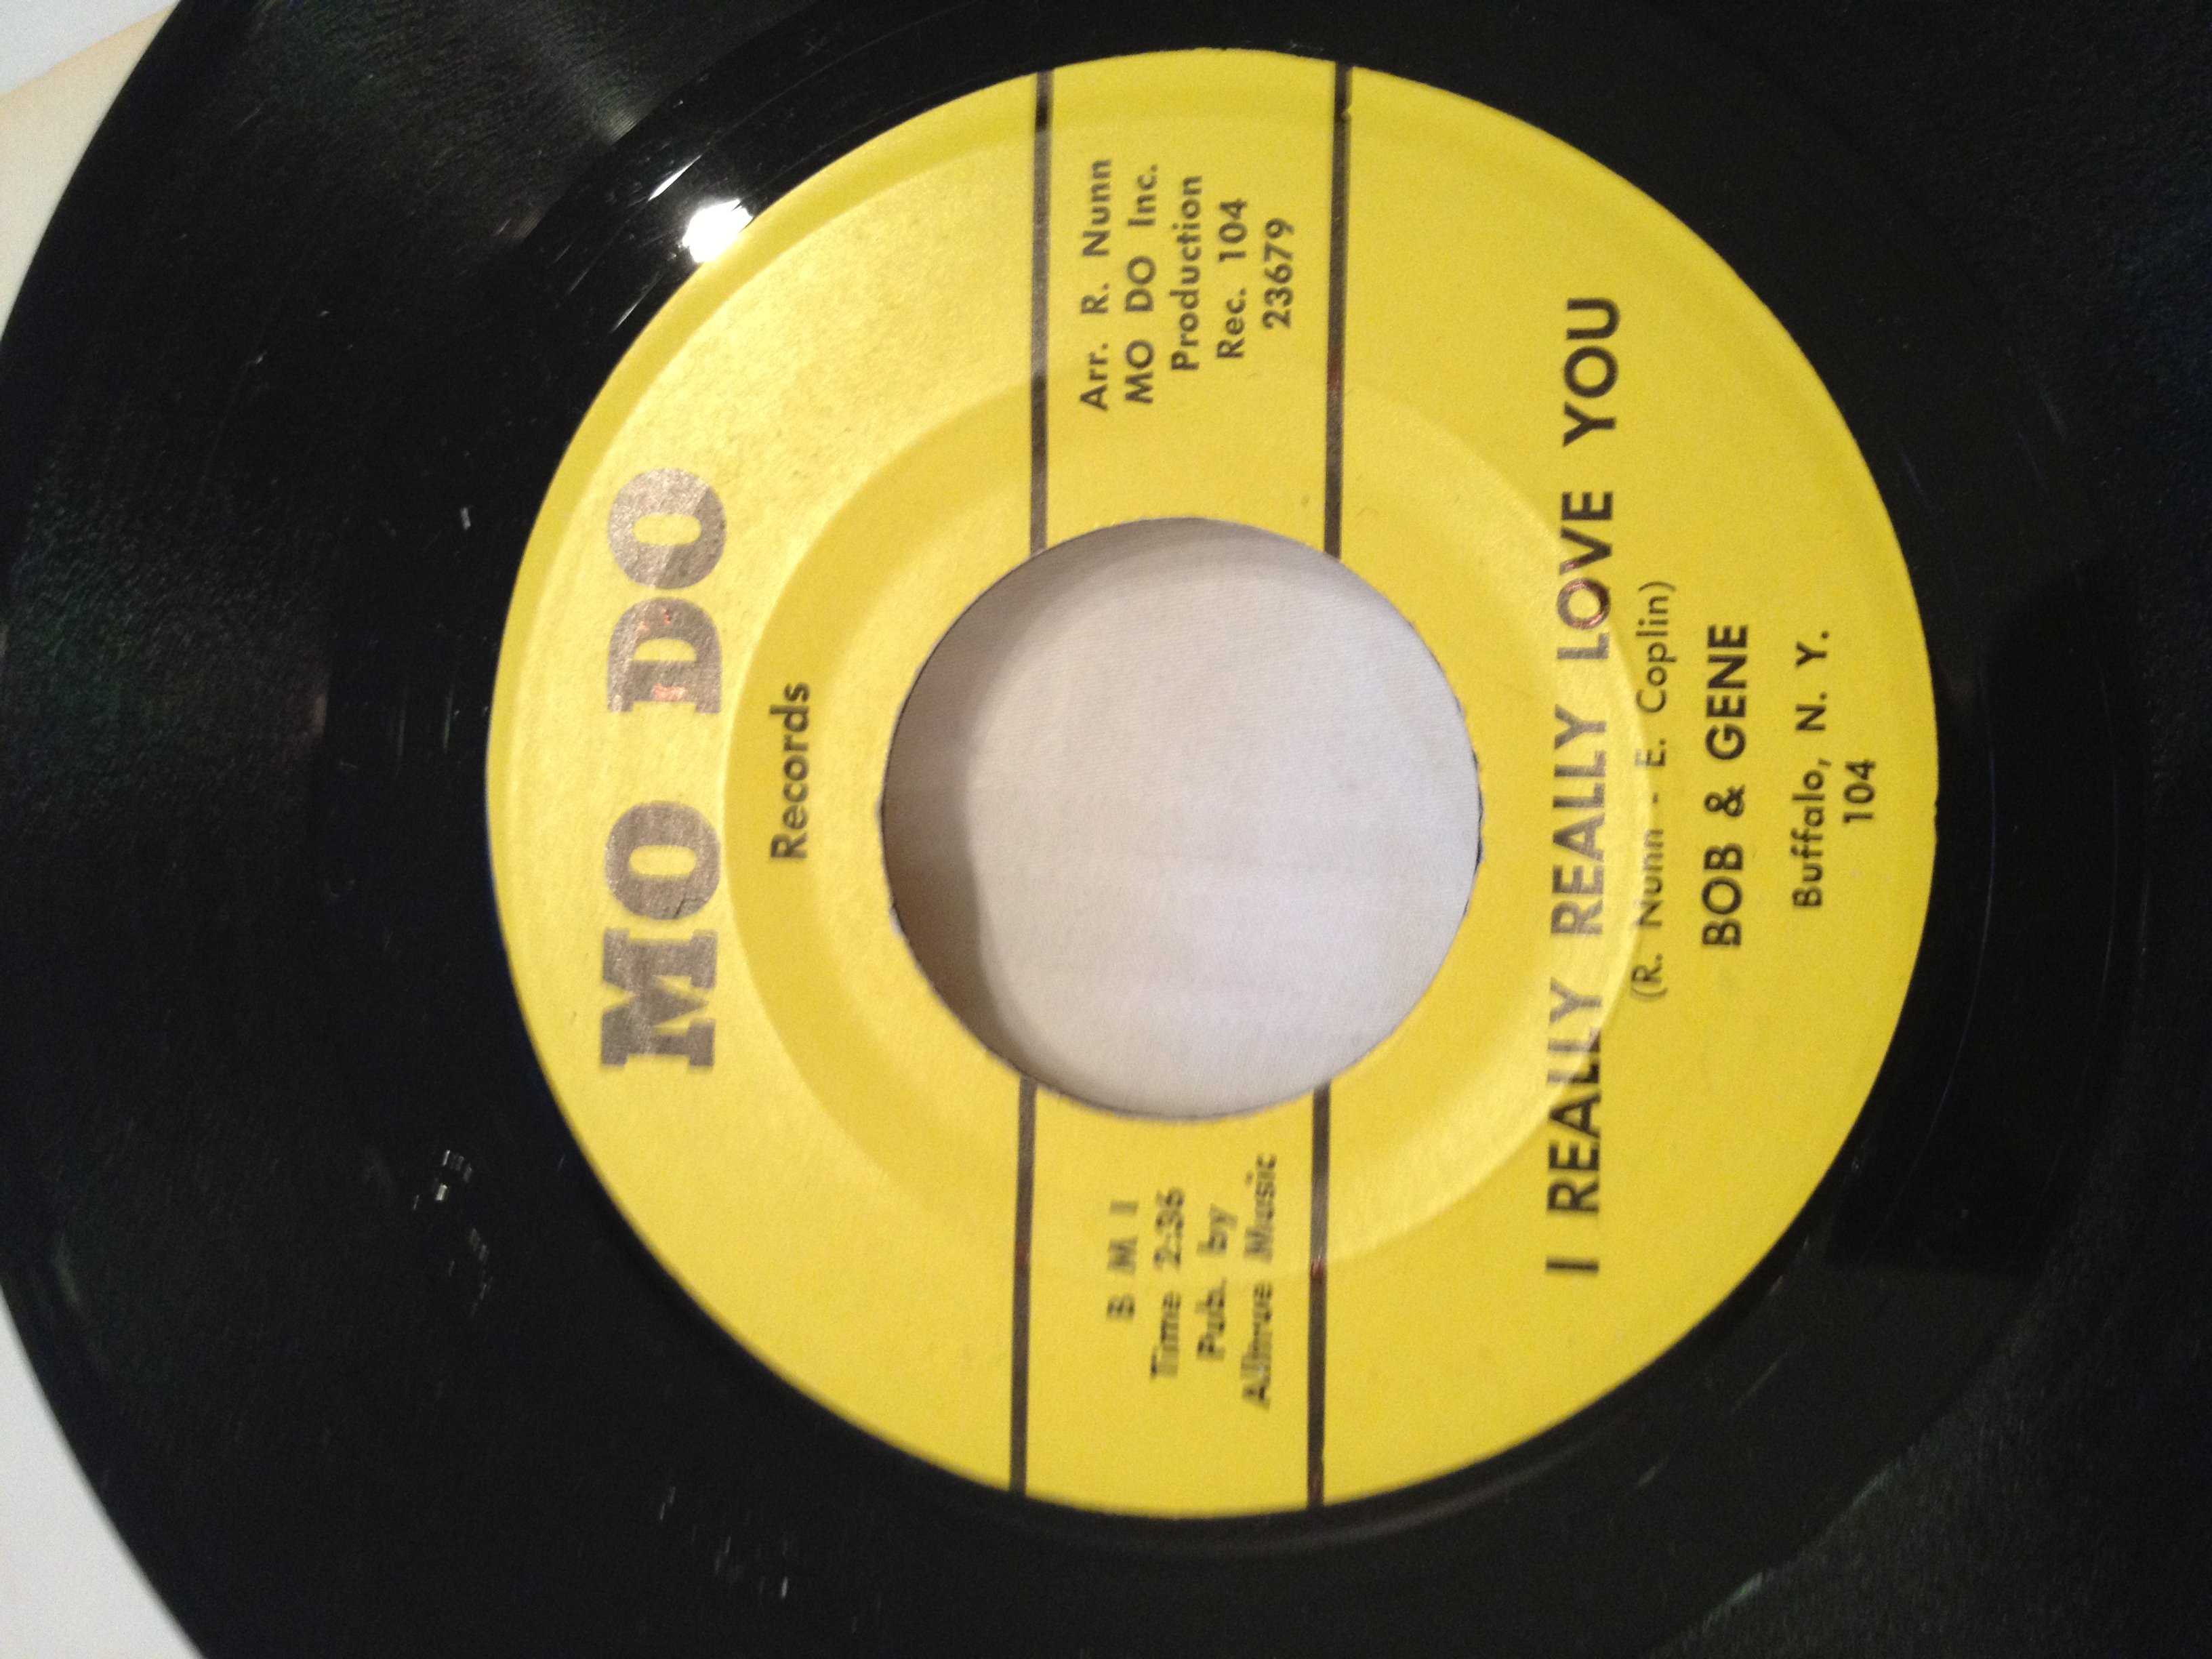 MO DO
Records
B M I
Time 2:36
Pub. by
Allnrue Music
Arr. R. Nunn
MO DO Inc.
Production
Rec. 104
23679
I REALLY REALLY LOVE YOU
(R. Nunn - E. Coplin)
BOB & GENE
Buffalo, N. Y.
104